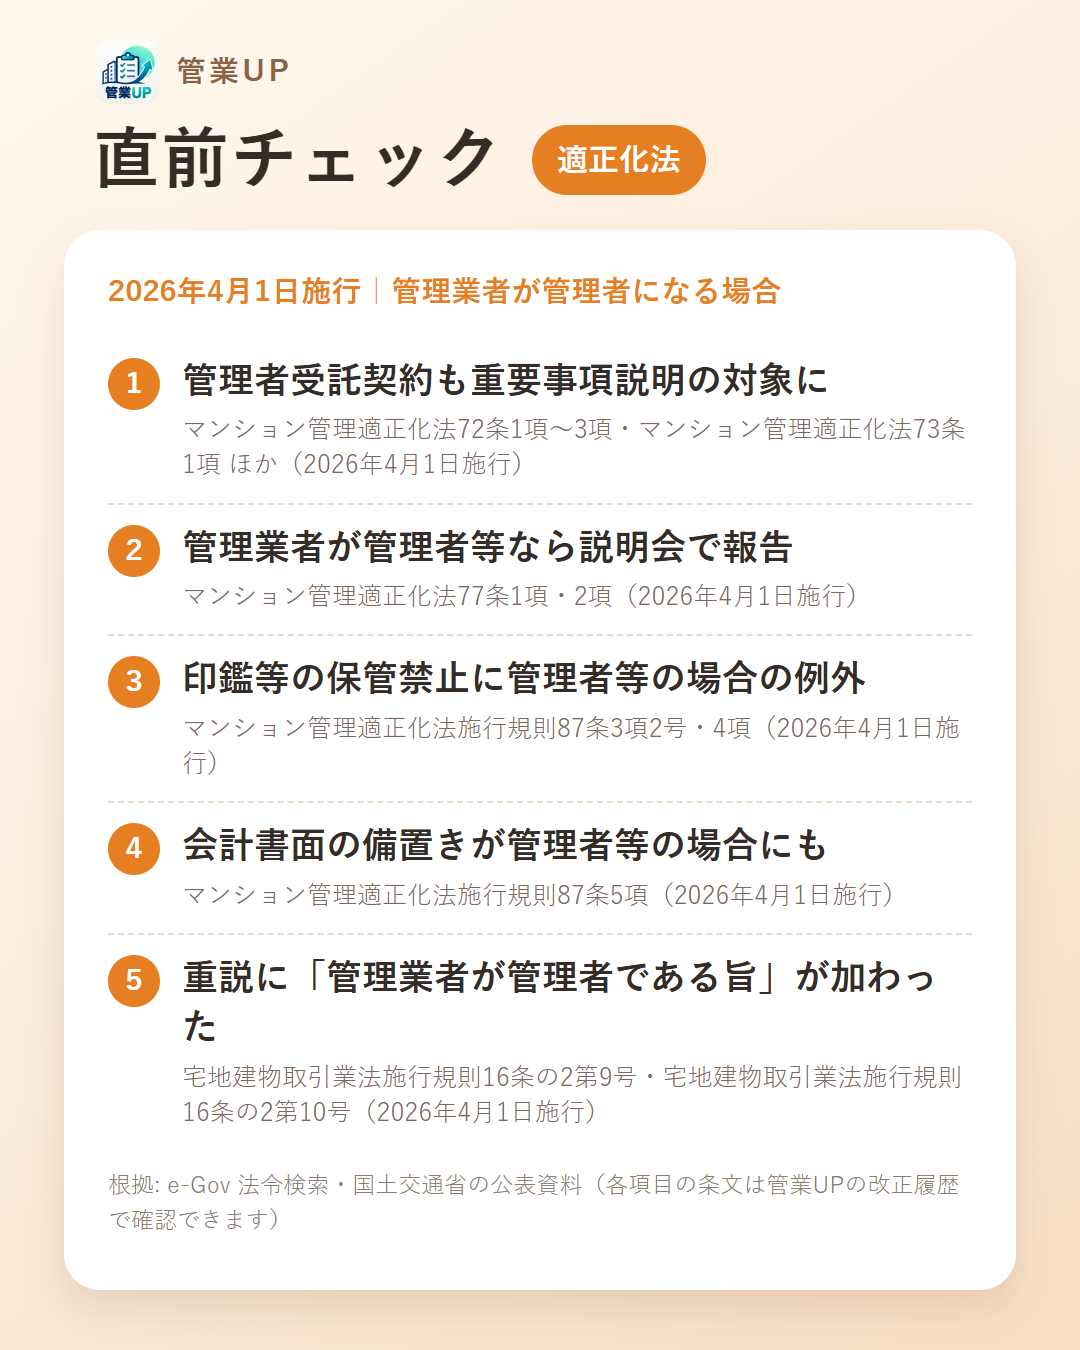 管業UP
管業UP
直前チェック
適正化法
2026年4月1日施行｜管理業者が管理者になる場合
1
管理者受託契約も重要事項説明の対象に
マンション管理適正化法72条1項〜3項・マンション管理適正化法73条
1項 ほか（2026年4月1日施行）
2
管理業者が管理者等なら説明会で報告
マンション管理適正化法77条1項・2項（2026年4月1日施行）
3
印鑑等の保管禁止に管理者等の場合の例外
マンション管理適正化法施行規則87条3項2号・4項（2026年4月1日施
行）
4
会計書面の備置きが管理者等の場合にも
マンション管理適正化法施行規則87条5項（2026年4月1日施行）
5
重説に「管理業者が管理者である旨」が加わっ
た
宅地建物取引業法施行規則16条の2第9号・宅地建物取引業法施行規則
16条の2第10号（2026年4月1日施行）
根拠: e-Gov 法令検索・国土交通省の公表資料（各項目の条文は管業UPの改正履歴
で確認できます）